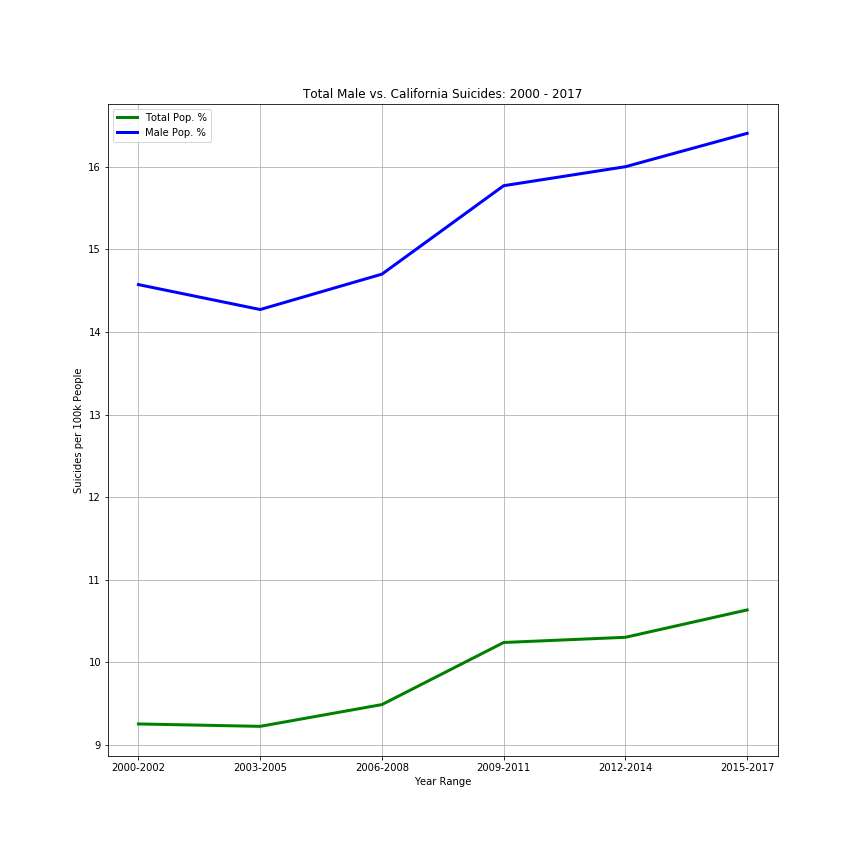 Total Male vs. California Suicides: 2000 - 2017
Total Pop. %
Male Pop. %
16
15
14
13
12
11
10
9
Suicides per 100k People
2000-2002 2003-2005 2006-2008 2009-2011 2012-2014 2015-2017
Year Range